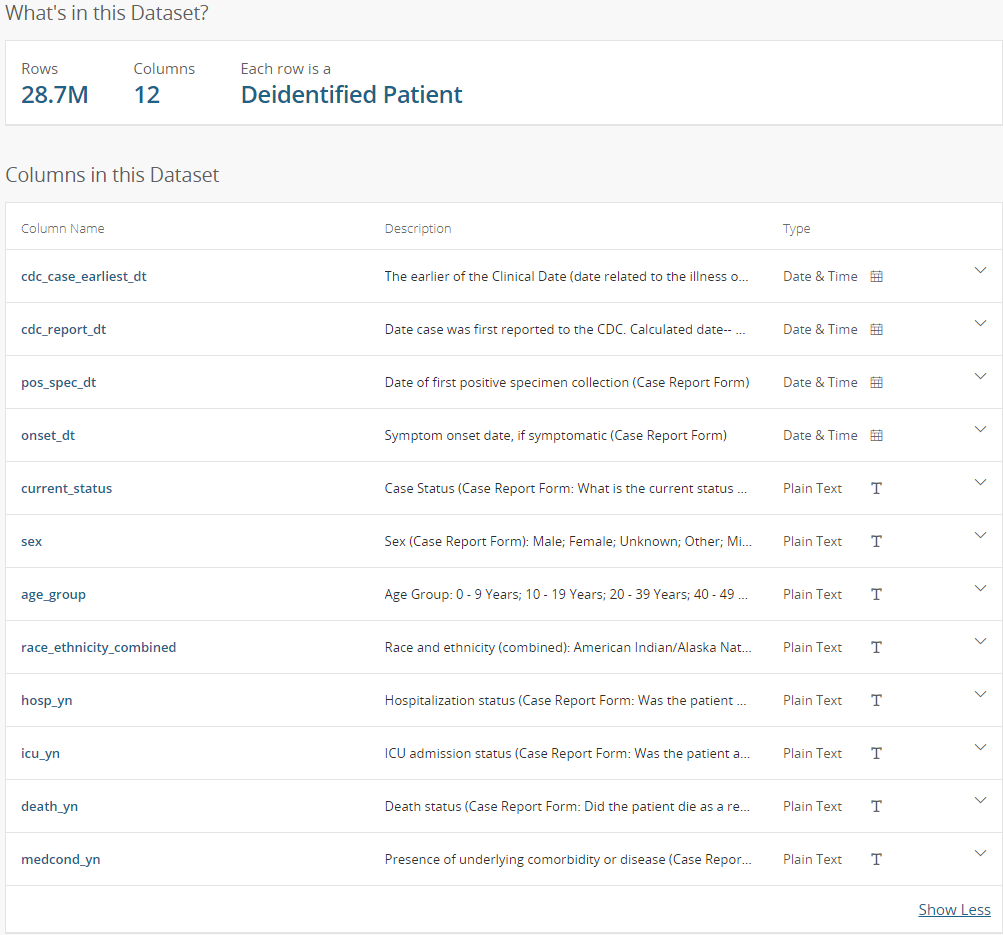 What's in this Dataset?
Rows Columns Each row is a
28.7M 12 Deidentified Patient
Columns in this Dataset
Column Name Description Type
cdc_case_earliest_dt The earlier of the Clinical Date (date related to the illness o... Date & Time
cdc_report_dt Date case was first reported to the CDC. Calculated date-- ... Date & Time
pos_spec_dt Date of first positive specimen collection (Case Report Form) Date & Time
onset_dt Symptom onset date, if symptomatic (Case Report Form) Date & Time
current_status Case Status (Case Report Form: What is the current status ... Plain Text T
sex Sex (Case Report Form): Male; Female; Unknown; Other; Mi... Plain Text T
age_group Age Group: 0 - 9 Years; 10 - 19 Years; 20 - 39 Years; 40 - 49 ... Plain Text T
race_ethnicity_combined Race and ethnicity (combined): American Indian/Alaska Nat... Plain Text T
hosp_yn Hospitalization status (Case Report Form: Was the patient ... Plain Text T
icu_yn ICU admission status (Case Report Form: Was the patient a... Plain Text T
death_yn Death status (Case Report Form: Did the patient die as a re... Plain Text T
medcond_yn Presence of underlying comorbidity or disease (Case Repor... Plain Text T
Show Less